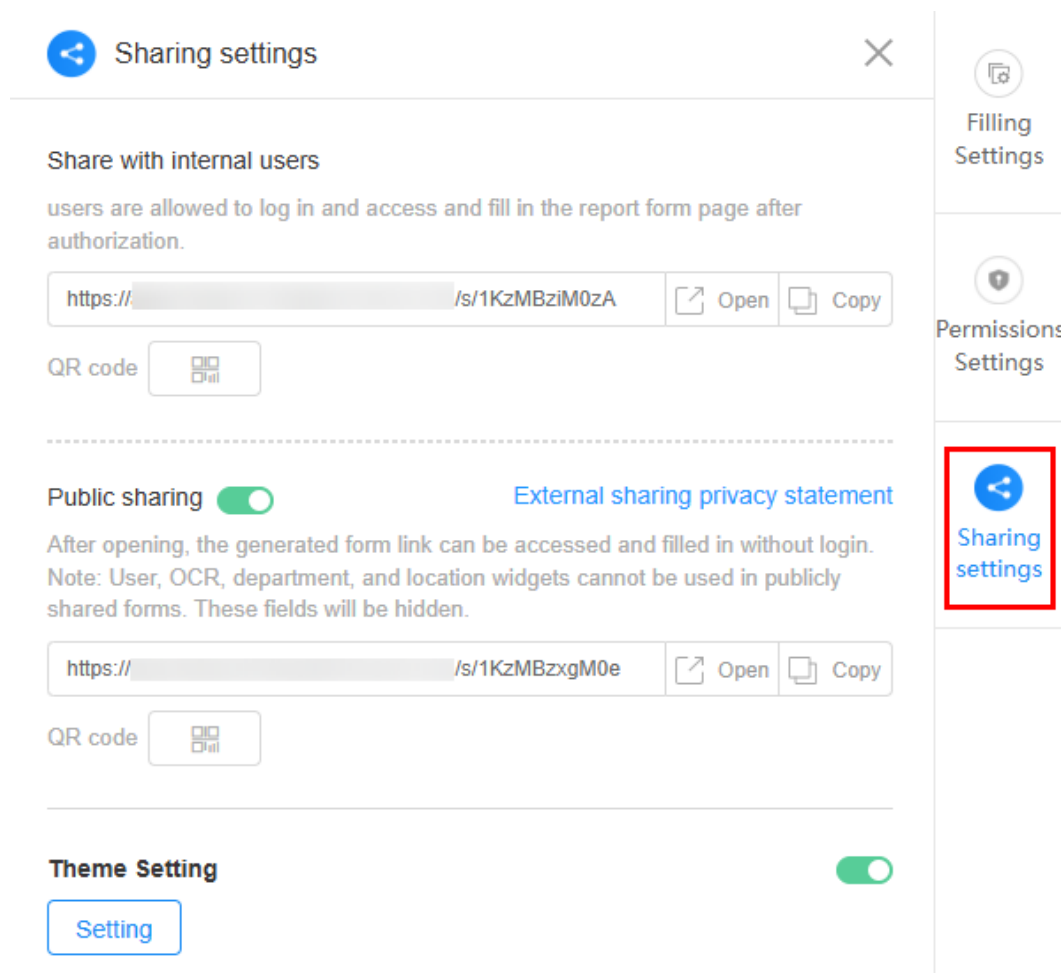 Sharing settings
Share with internal users
users are allowed to log in and access and fill in the report form page after
authorization.
https:// /s/1KzMBziM0zA Open Copy
QR code
Public sharing External sharing privacy statement
After opening, the generated form link can be accessed and filled in without login.
Note: User, OCR, department, and location widgets cannot be used in publicly
shared forms. These fields will be hidden.
https:// /s/1KzMBzxgM0e Open Copy
QR code
Theme Setting
Setting
Filling
Settings
Permissions
Settings
Sharing
settings